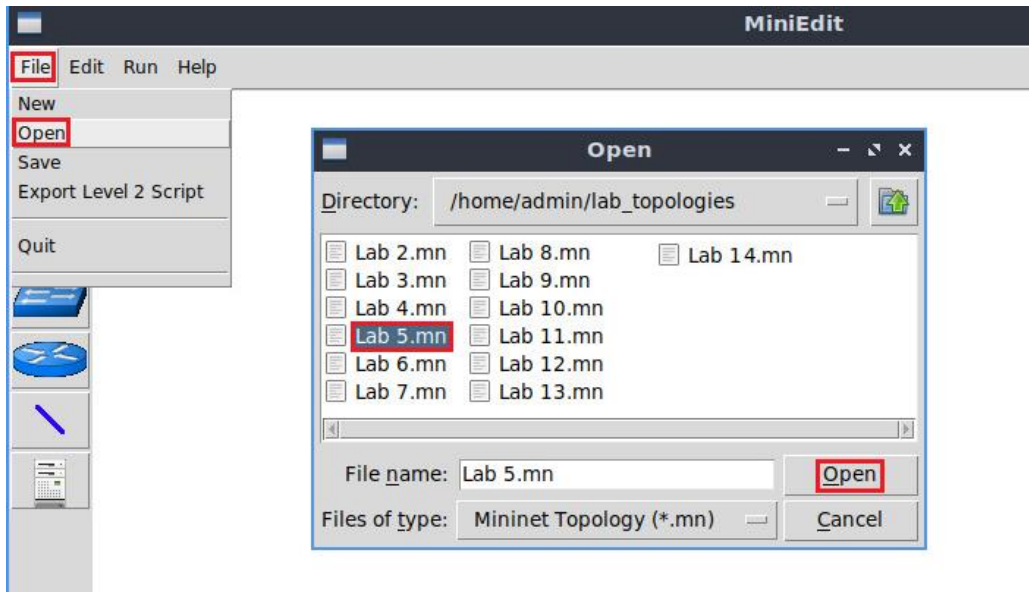 MiniEdit
File Edit Run Help
New
Open
Save
Export Level 2 Script
Quit
Open
Directory: /home/admin/lab_topologies
Lab 2.mn Lab 8.mn Lab 14.mn
Lab 3.mn Lab 9.mn
Lab 4.mn Lab 10.mn
Lab 5.mn Lab 11.mn
Lab 6.mn Lab 12.mn
Lab 7.mn Lab 13.mn
File name: Lab 5.mn Open
Files of type: Mininet Topology (*.mn) Cancel